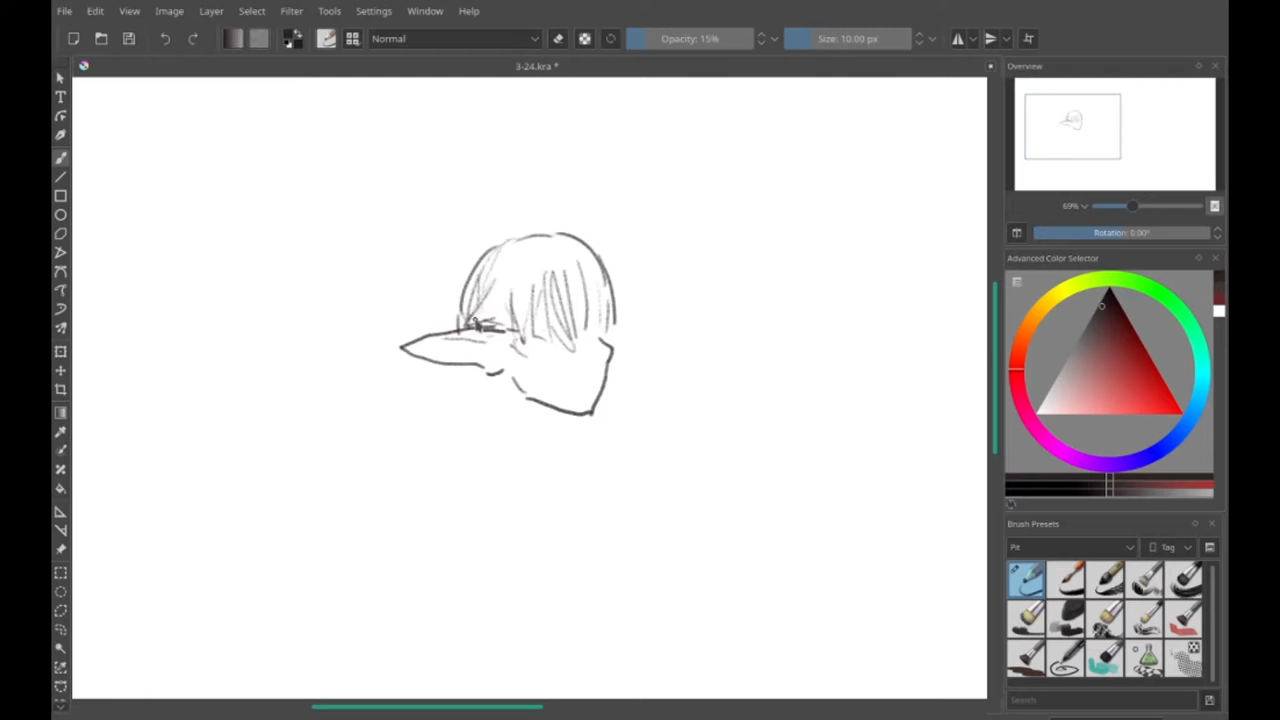 File Edit View Image Layer Select Filter Tools Settings Window Help
Normal Opacity: 15% Size: 10.00 px
3-24.kra *
Overview
69%
Rotation: 0.00°
Advanced Color Selector
Brush Presets
Pit Tag
Search